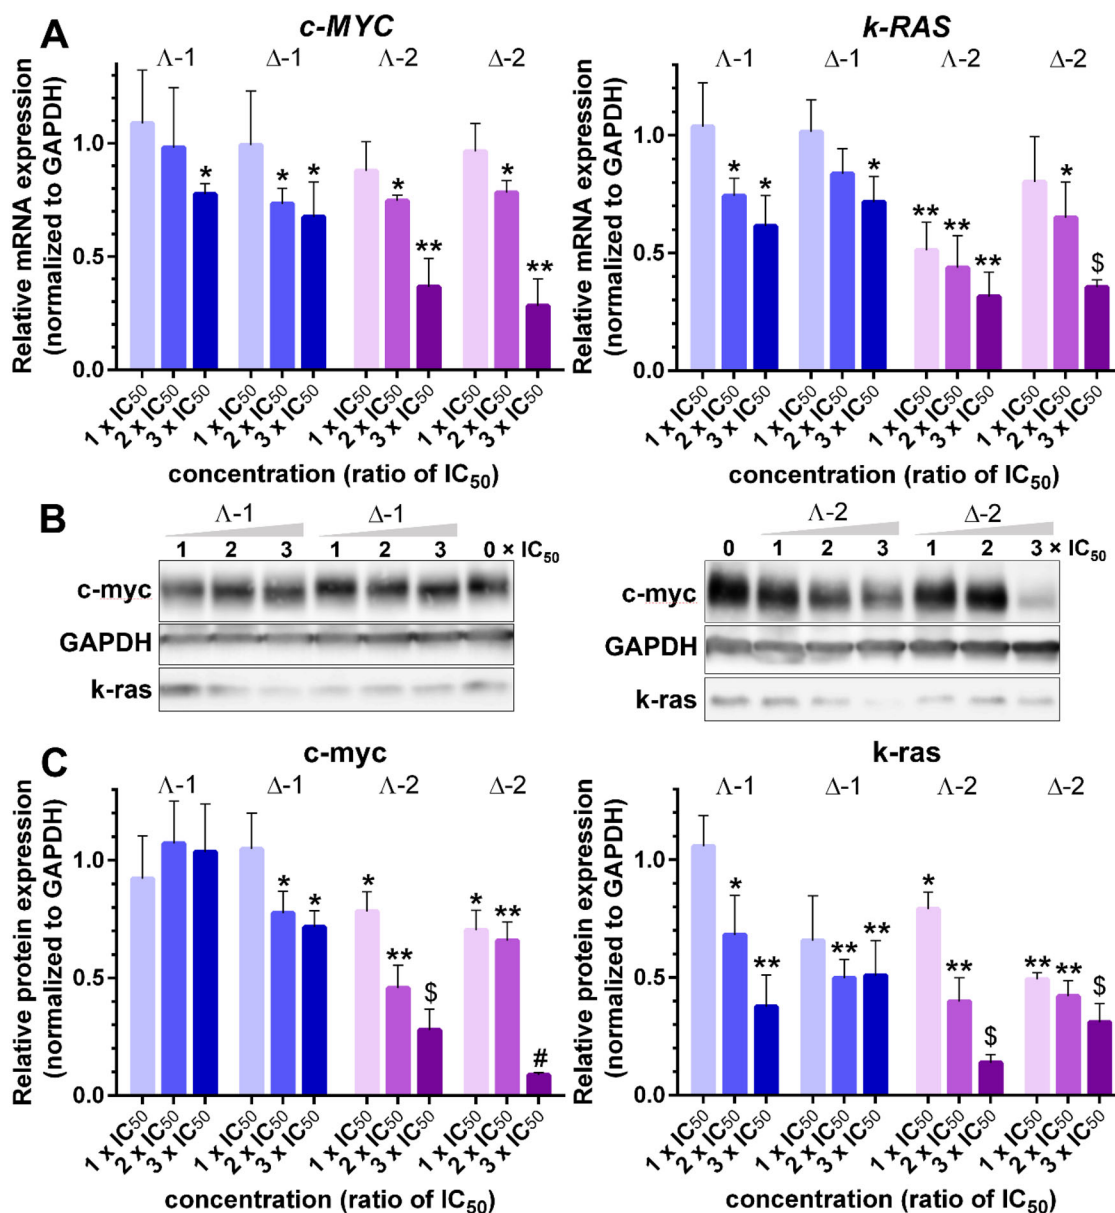 A
c-MYC
Λ-1 Δ-1 Λ-2 Δ-2
Relative mRNA expression
(normalized to GAPDH)
1.0
0.5
0.0
* * * * ** * **
1 x IC50 2 x IC50 3 x IC50 1 x IC50 2 x IC50 3 x IC50 1 x IC50 2 x IC50 3 x IC50 1 x IC50 2 x IC50 3 x IC50
concentration (ratio of IC50)
k-RAS
Λ-1 Δ-1 Λ-2 Δ-2
Relative mRNA expression
(normalized to GAPDH)
1.0
0.5
0.0
* * * ** ** ** * $
1 x IC50 2 x IC50 3 x IC50 1 x IC50 2 x IC50 3 x IC50 1 x IC50 2 x IC50 3 x IC50 1 x IC50 2 x IC50 3 x IC50
concentration (ratio of IC50)
B
Λ-1 Δ-1
1 2 3 1 2 3 0 × IC50
c-myc
GAPDH
k-ras
Λ-2 Δ-2
0 1 2 3 1 2 3 × IC50
c-myc
GAPDH
k-ras
C
c-myc
Λ-1 Δ-1 Λ-2 Δ-2
Relative protein expression
(normalized to GAPDH)
1.0
0.5
0.0
* * * ** $ * ** #
1 x IC50 2 x IC50 3 x IC50 1 x IC50 2 x IC50 3 x IC50 1 x IC50 2 x IC50 3 x IC50 1 x IC50 2 x IC50 3 x IC50
concentration (ratio of IC50)
k-ras
Λ-1 Δ-1 Λ-2 Δ-2
Relative protein expression
(normalized to GAPDH)
1.0
0.5
0.0
* ** ** ** * ** $ ** ** $
1 x IC50 2 x IC50 3 x IC50 1 x IC50 2 x IC50 3 x IC50 1 x IC50 2 x IC50 3 x IC50 1 x IC50 2 x IC50 3 x IC50
concentration (ratio of IC50)